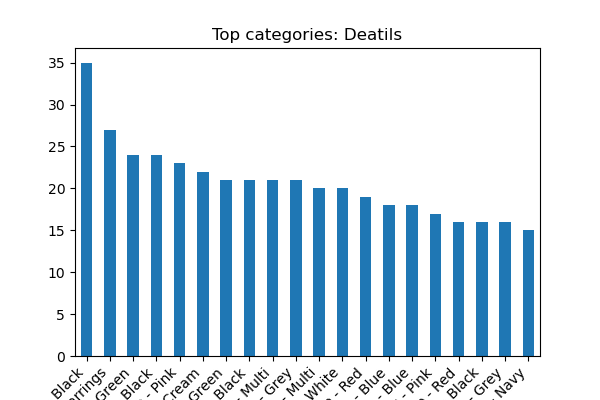 Top categories: Deatils
35
30
25
20
15
10
5
0
Black
Green
Black
- Pink
Cream
Green
Black
Multi
- Grey
- Multi
White
- Red
- Blue
- Blue
- Pink
- Red
Black
- Grey
Navy